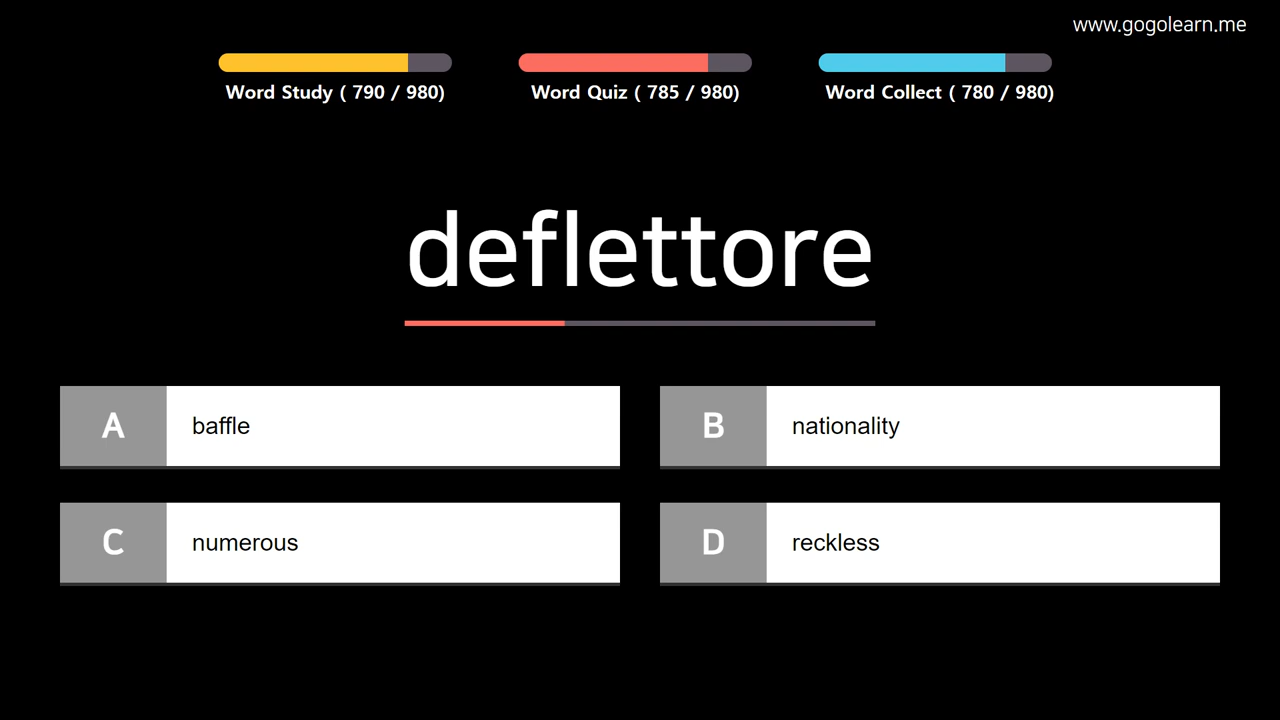 www.gogolearn.me
Word Study ( 790 / 980)
Word Quiz ( 785 / 980)
Word Collect ( 780 / 980)
deflettore
A baffle
B nationality
C numerous
D reckless